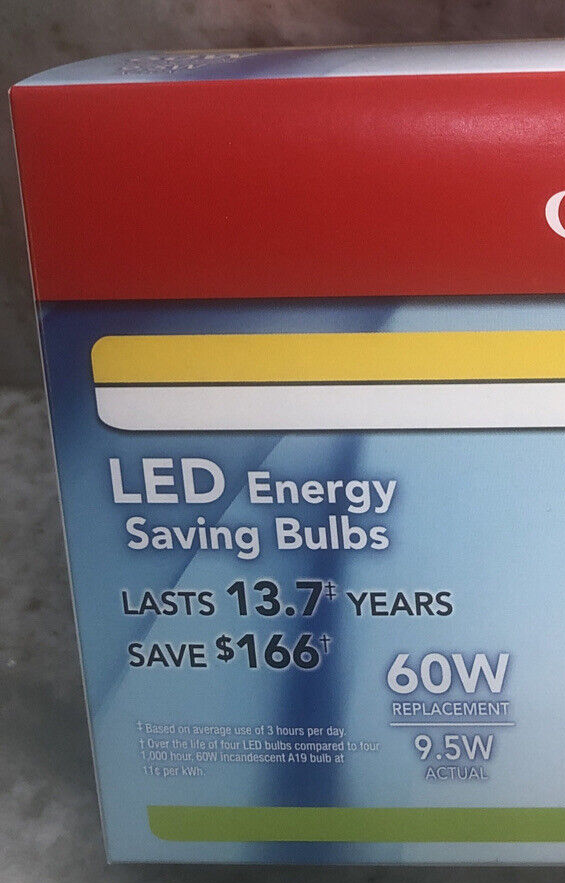 LED Energy
Saving Bulbs
LASTS 13.7‡ YEARS
SAVE $166†
60W
REPLACEMENT
9.5W
ACTUAL
‡ Based on average use of 3 hours per day.
† Over the life of four LED bulbs compared to four
1,000 hour, 60W incandescent A19 bulb at
11¢ per kWh.